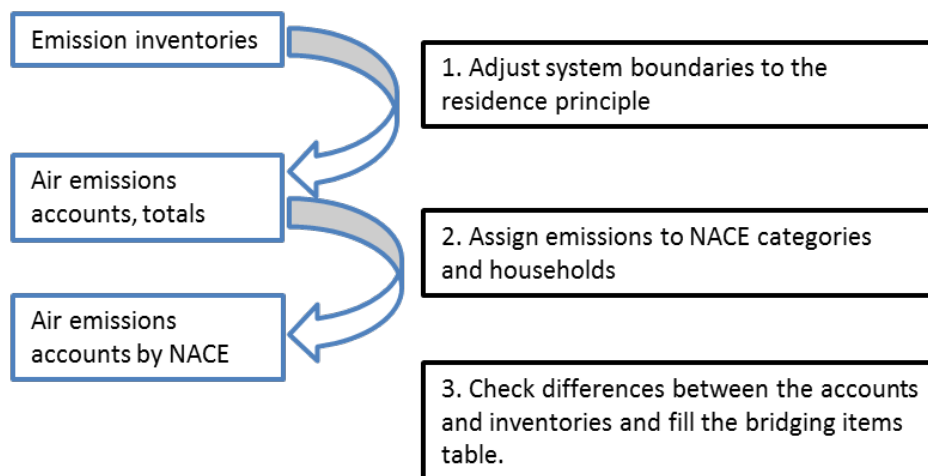 Emission inventories
1. Adjust system boundaries to the
residence principle
Air emissions
accounts, totals
2. Assign emissions to NACE categories
and households
Air emissions
accounts by NACE
3. Check differences between the accounts
and inventories and fill the bridging items
table.